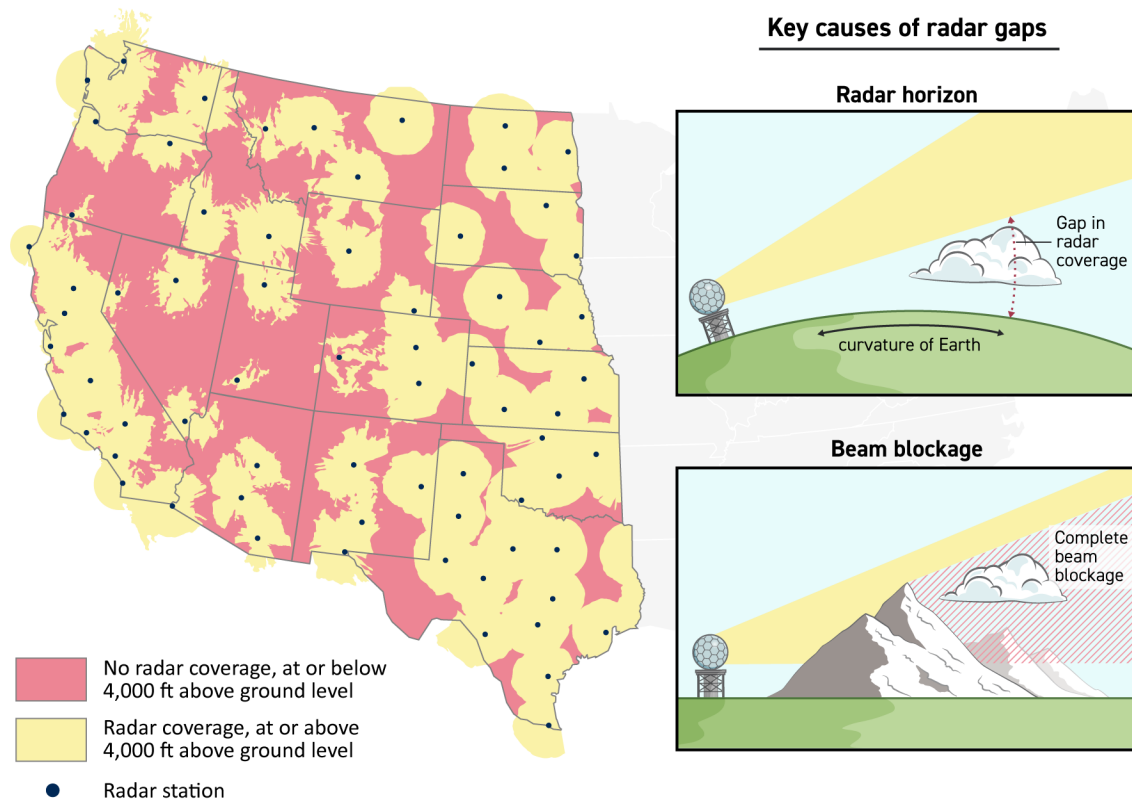 Key causes of radar gaps
Radar horizon
Gap in
radar
coverage
curvature of Earth
Beam blockage
Complete
beam
blockage
No radar coverage, at or below
4,000 ft above ground level
Radar coverage, at or above
4,000 ft above ground level
Radar station